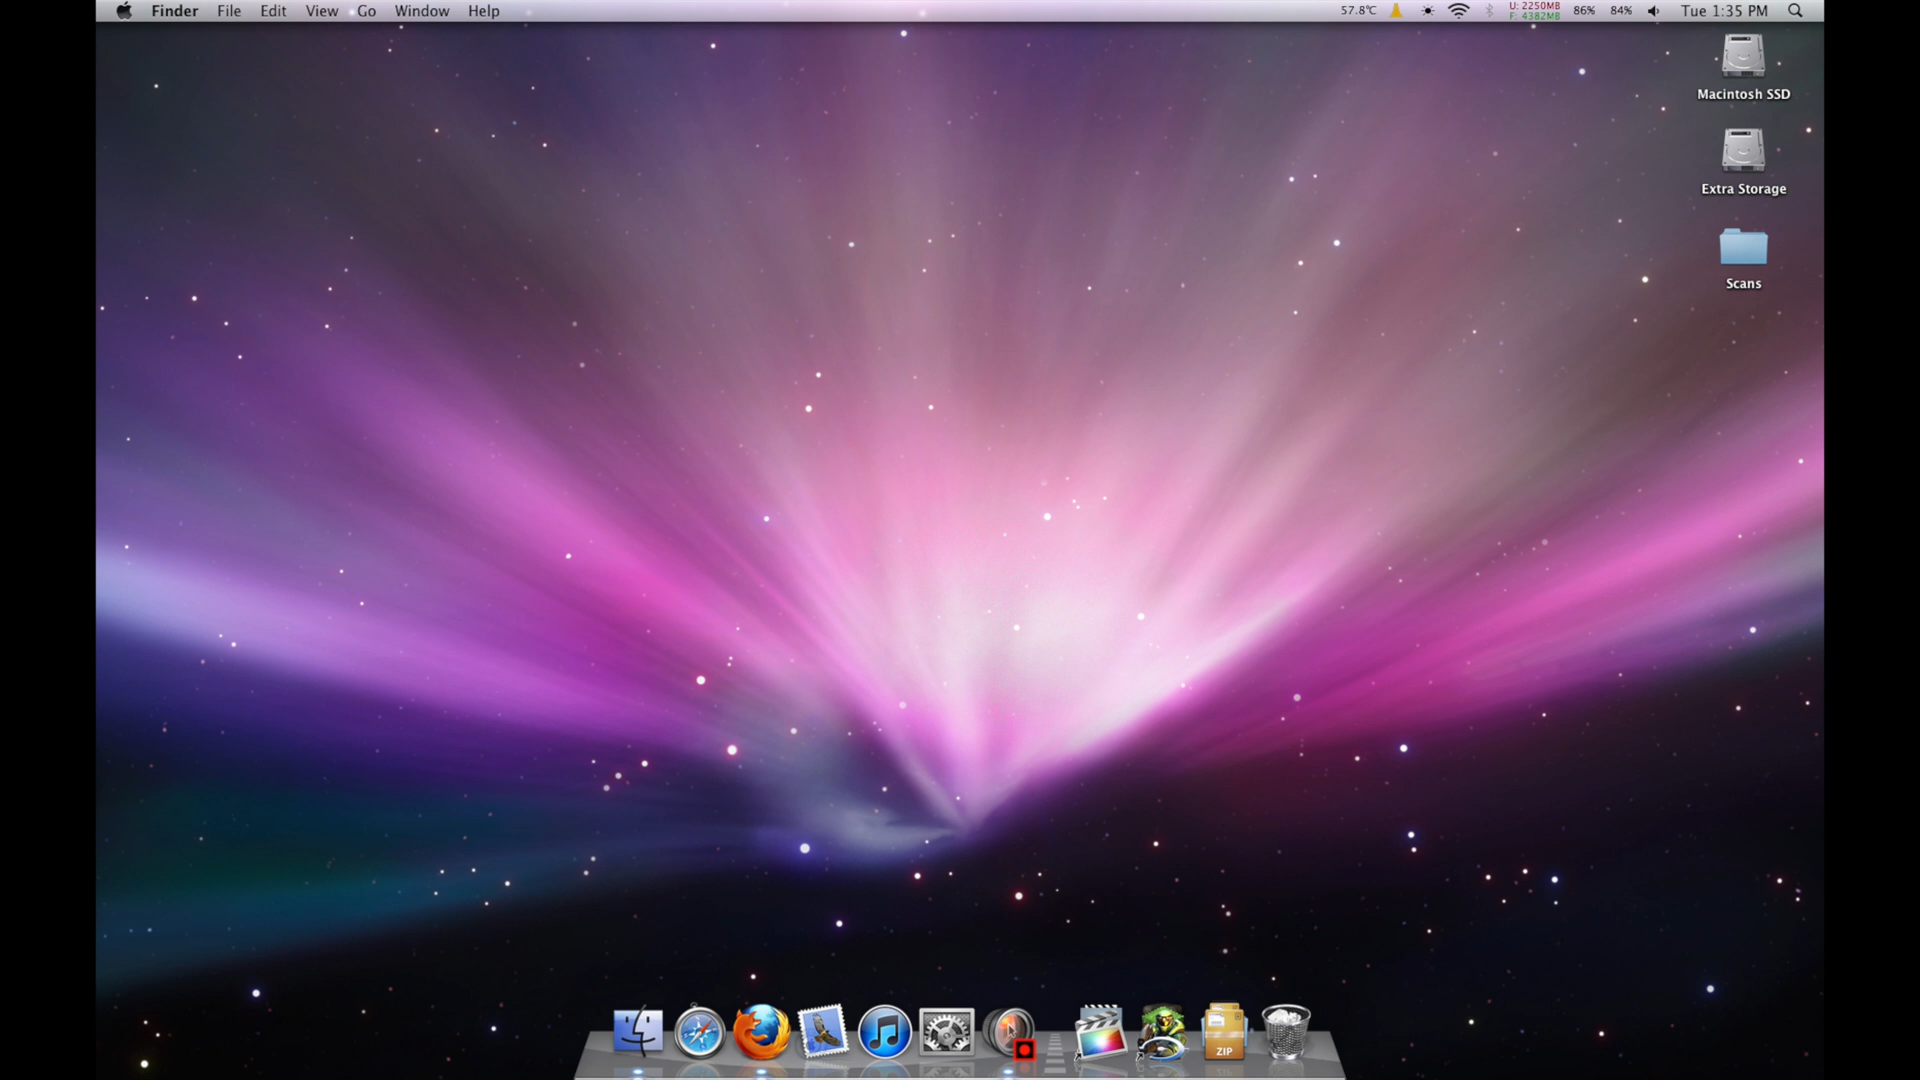 Finder File Edit View Go Window Help 57.8°C U: 2250MB 86% 84% Tue 1:35 PM
F: 4382MB
Macintosh SSD
Extra Storage
Scans
ZIP